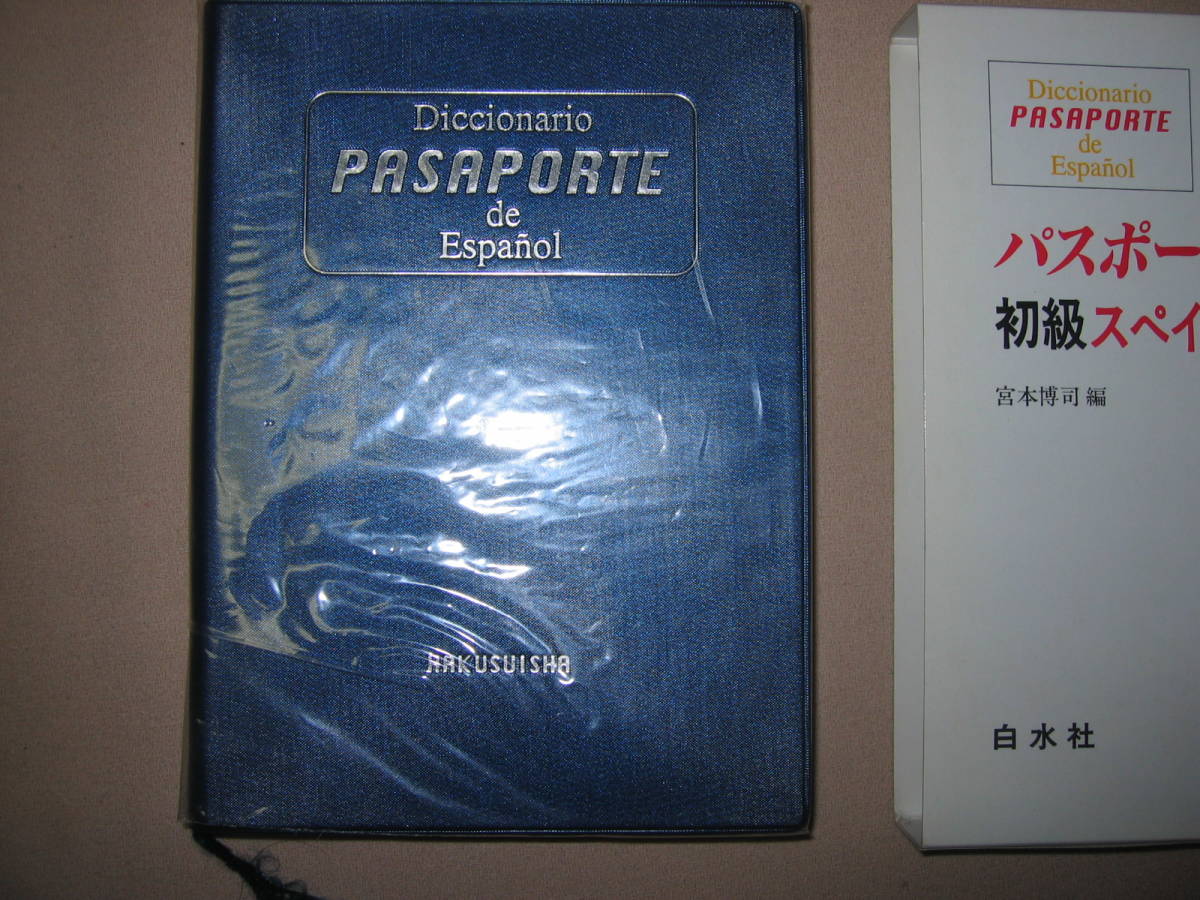 Diccionario
PASAPORTE
de
Español
HAKUSUISHA
Diccionario
PASAPORTE
de
Español
パスポー
初級スペイ
宮本博司 編
白水社